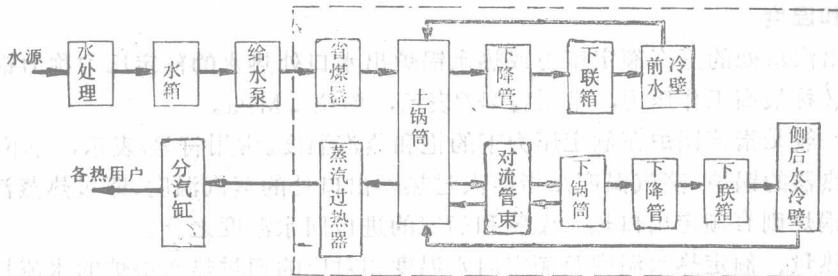 水源
水处理
水箱
给水泵
省煤器
上锅筒
下降管
下联箱
前水冷壁
各热用户
分汽缸
蒸汽过热器
对流管束
下锅筒
下降管
下联箱
侧后水冷壁